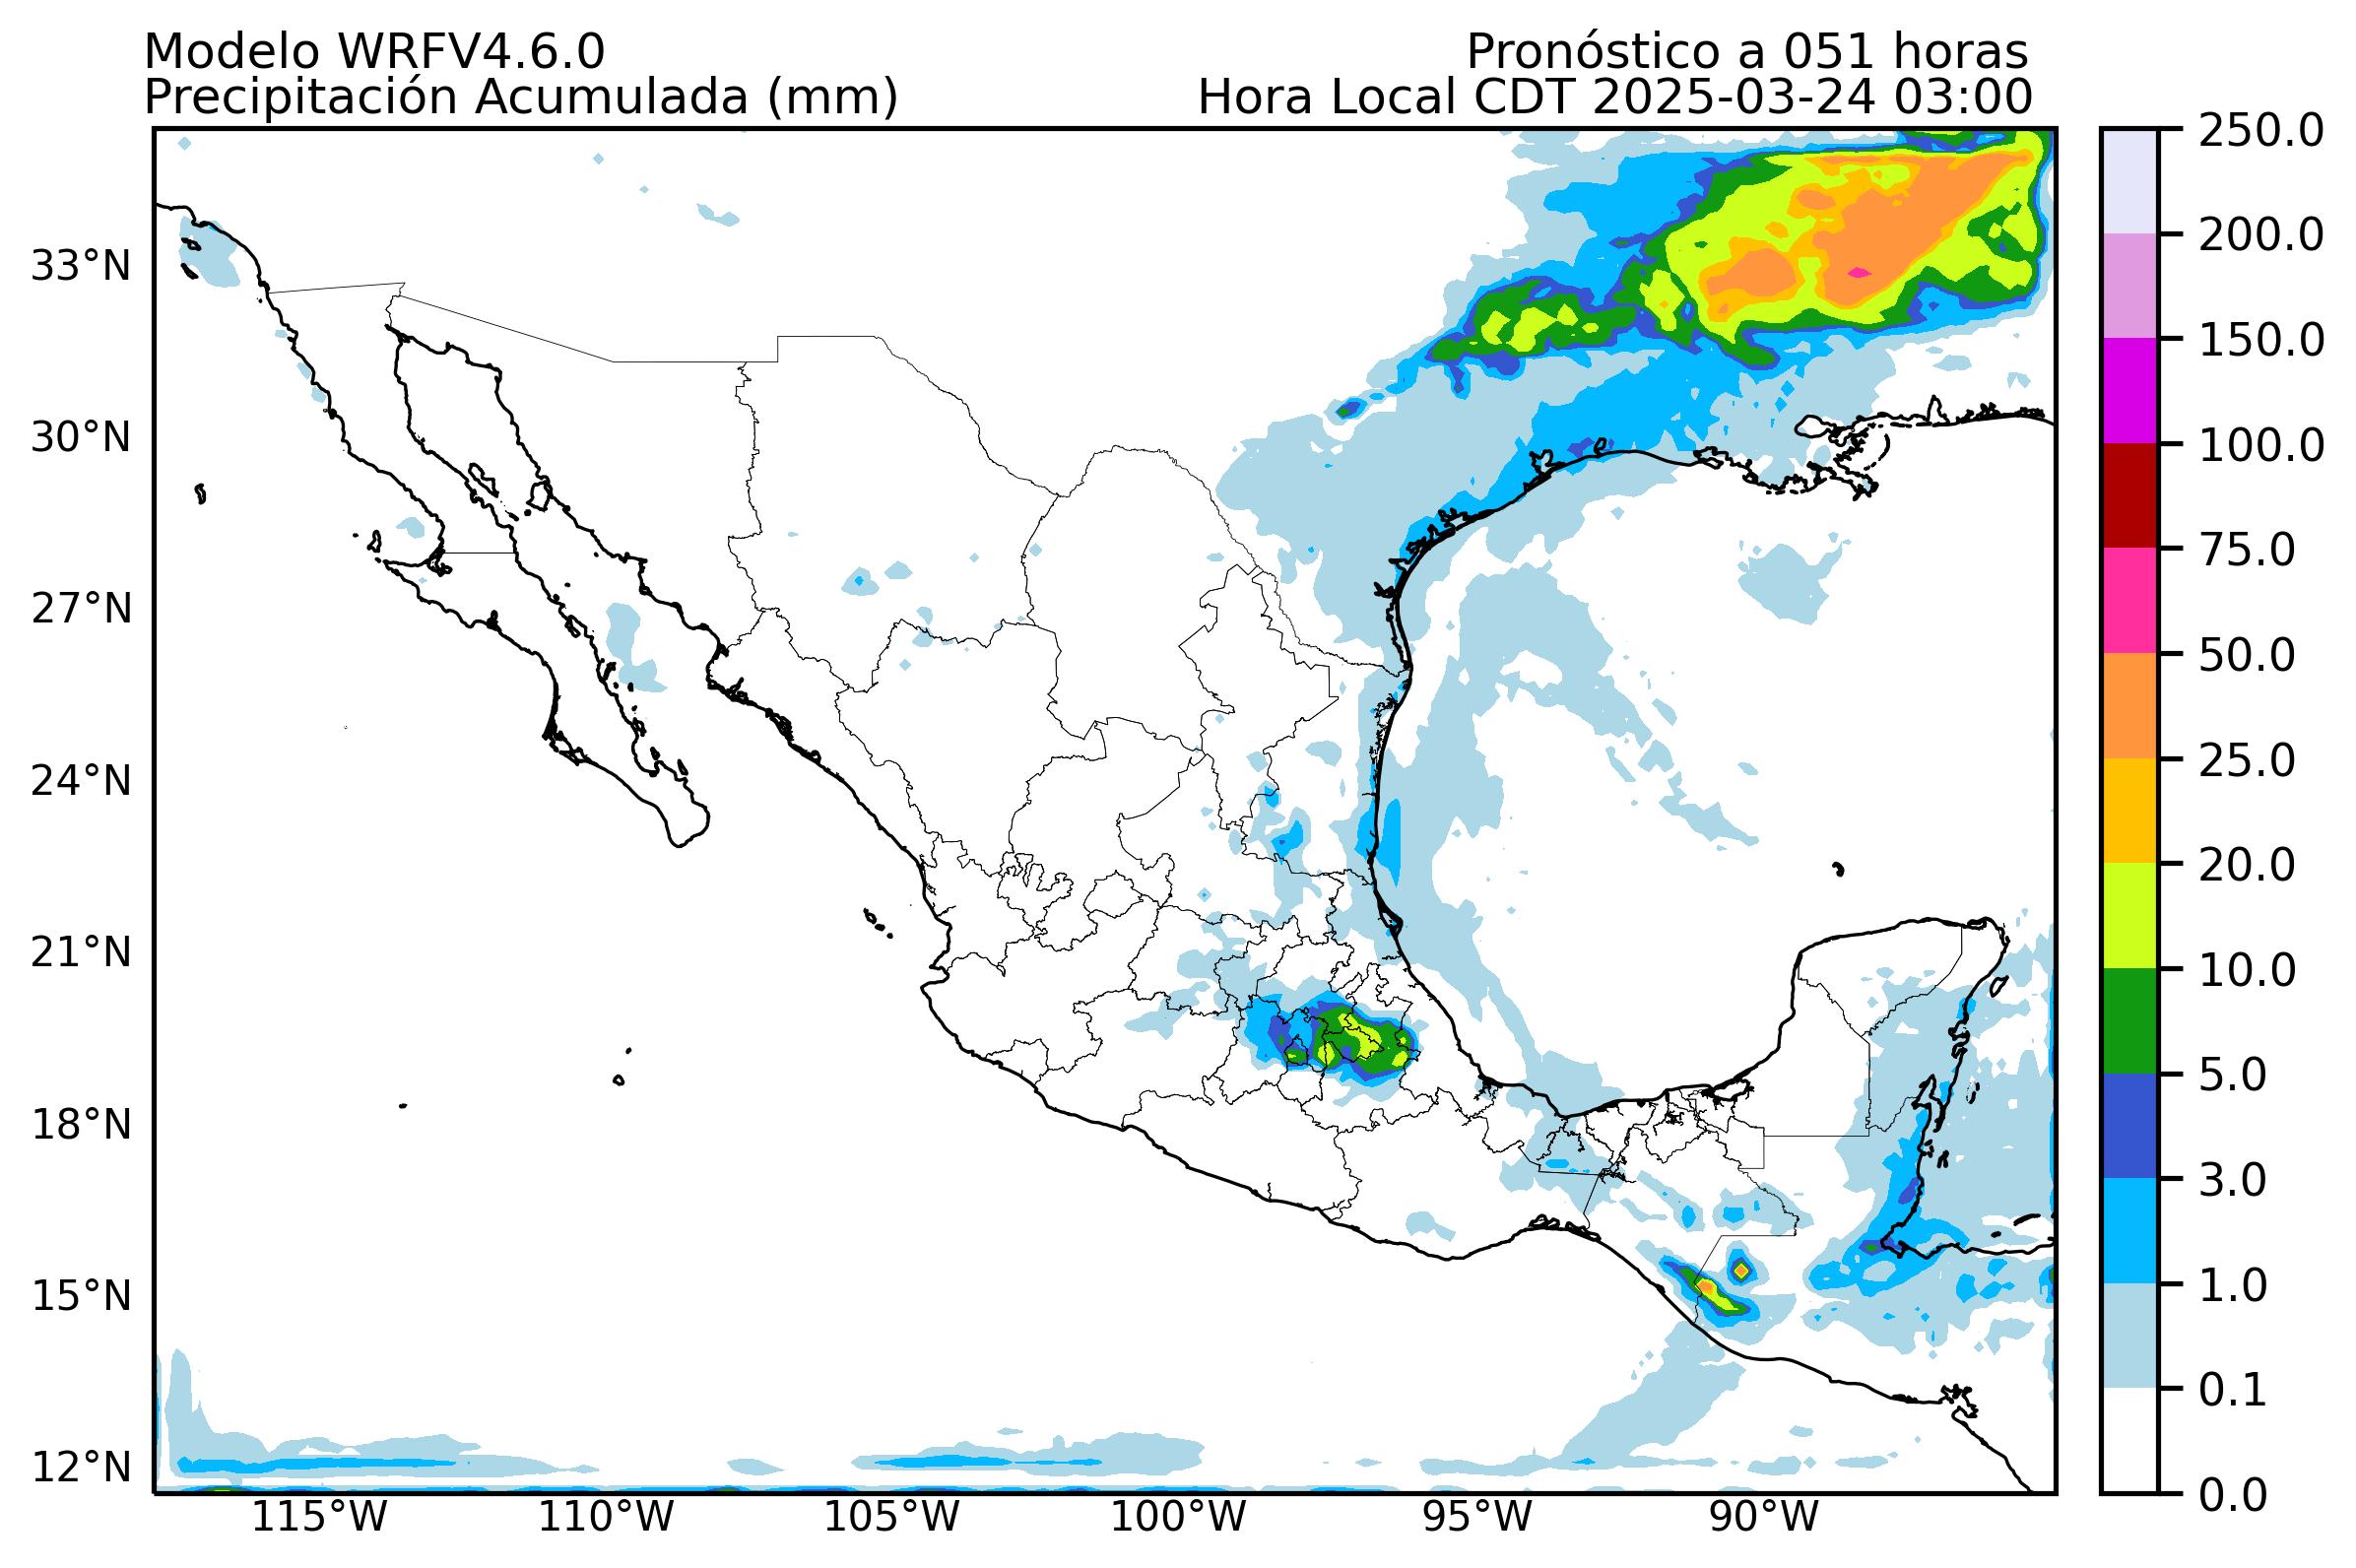 Modelo WRFV4.6.0
Pronóstico a 051 horas
Precipitación Acumulada (mm)
Hora Local CDT 2025-03-24 03:00
33°N
30°N
27°N
24°N
21°N
18°N
15°N
12°N
115°W
110°W
105°W
100°W
95°W
90°W
250.0
200.0
150.0
100.0
75.0
50.0
25.0
20.0
10.0
5.0
3.0
1.0
0.1
0.0